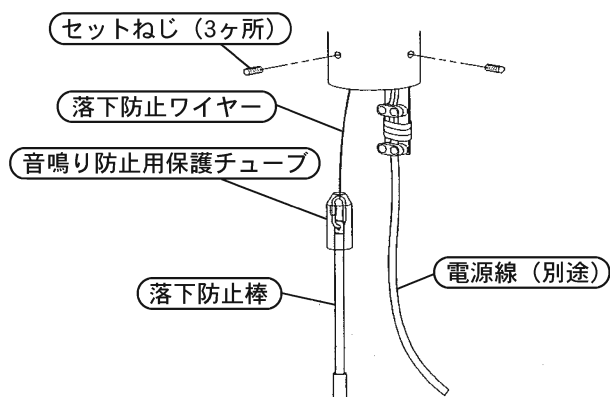 セットねじ（3ヶ所）
落下防止ワイヤー
音鳴り防止用保護チューブ
落下防止棒
電源線（別途）